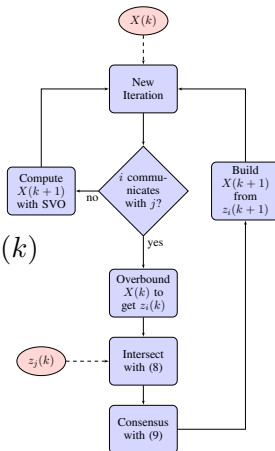 X(k)
New
Iteration
i commu-
nicates
with j?
no
yes
Compute
X(k + 1)
with SVO
Build
X(k + 1)
from
z_i(k + 1)
(k)
Overbound
X(k) to
get z_i(k)
z_j(k)
Intersect
with (8)
Consensus
with (9)